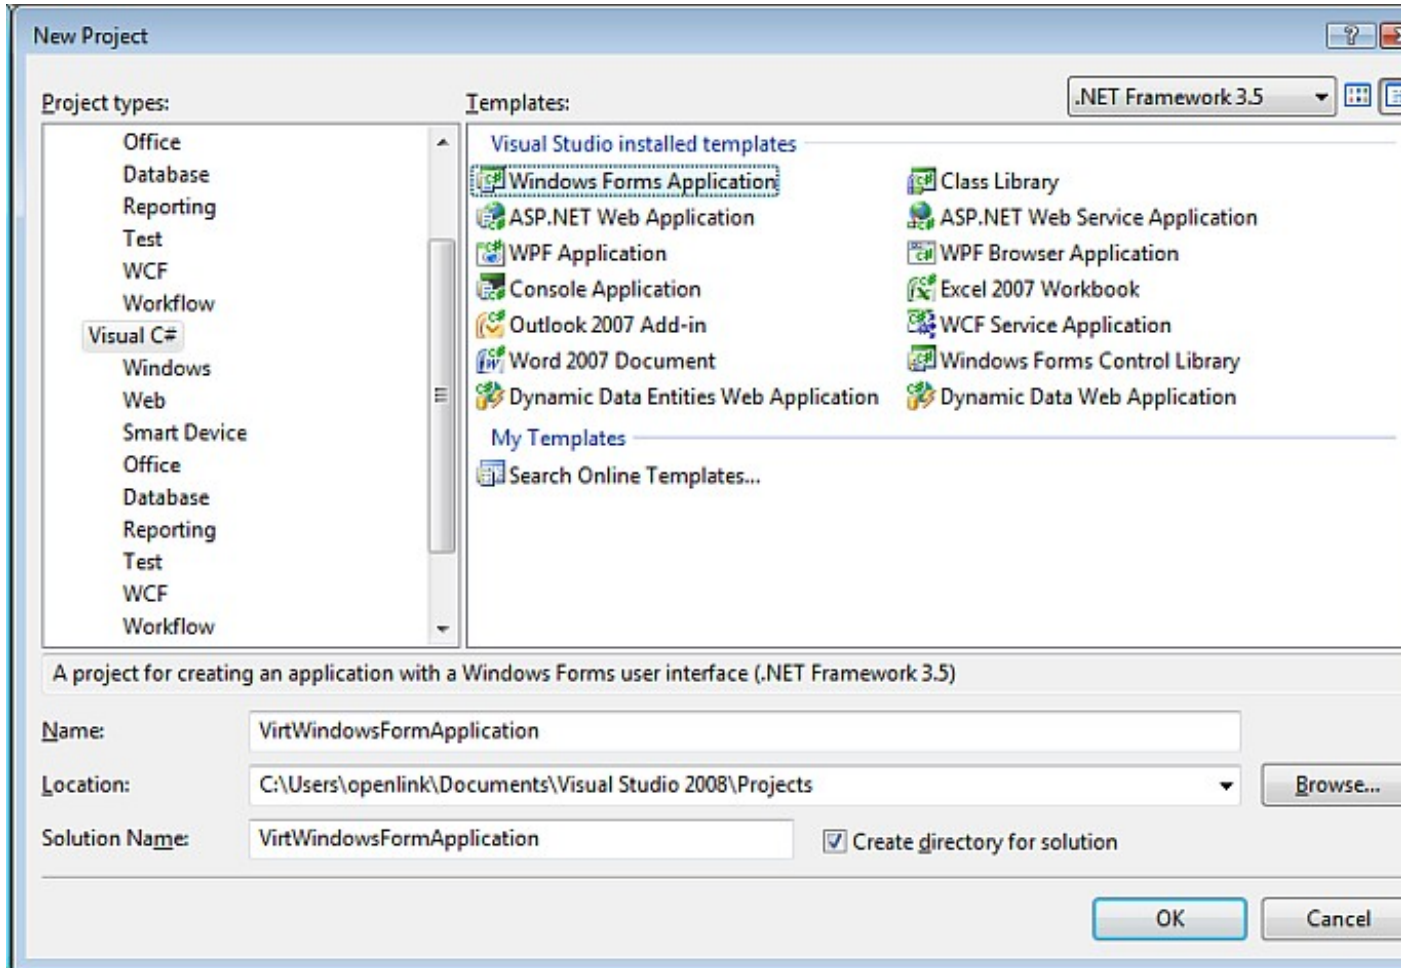 New Project
Project types:
Templates:
.NET Framework 3.5
Office
Database
Reporting
Test
WCF
Workflow
Visual C#
Windows
Web
Smart Device
Office
Database
Reporting
Test
WCF
Workflow
Visual Studio installed templates
Windows Forms Application
Class Library
ASP.NET Web Application
ASP.NET Web Service Application
WPF Application
WPF Browser Application
Console Application
Excel 2007 Workbook
Outlook 2007 Add-in
WCF Service Application
Word 2007 Document
Windows Forms Control Library
Dynamic Data Entities Web Application
Dynamic Data Web Application
My Templates
Search Online Templates...
A project for creating an application with a Windows Forms user interface (.NET Framework 3.5)
Name: VirtWindowsFormApplication
Location: C:\Users\openlink\Documents\Visual Studio 2008\Projects
Browse...
Solution Name: VirtWindowsFormApplication
Create directory for solution
OK
Cancel